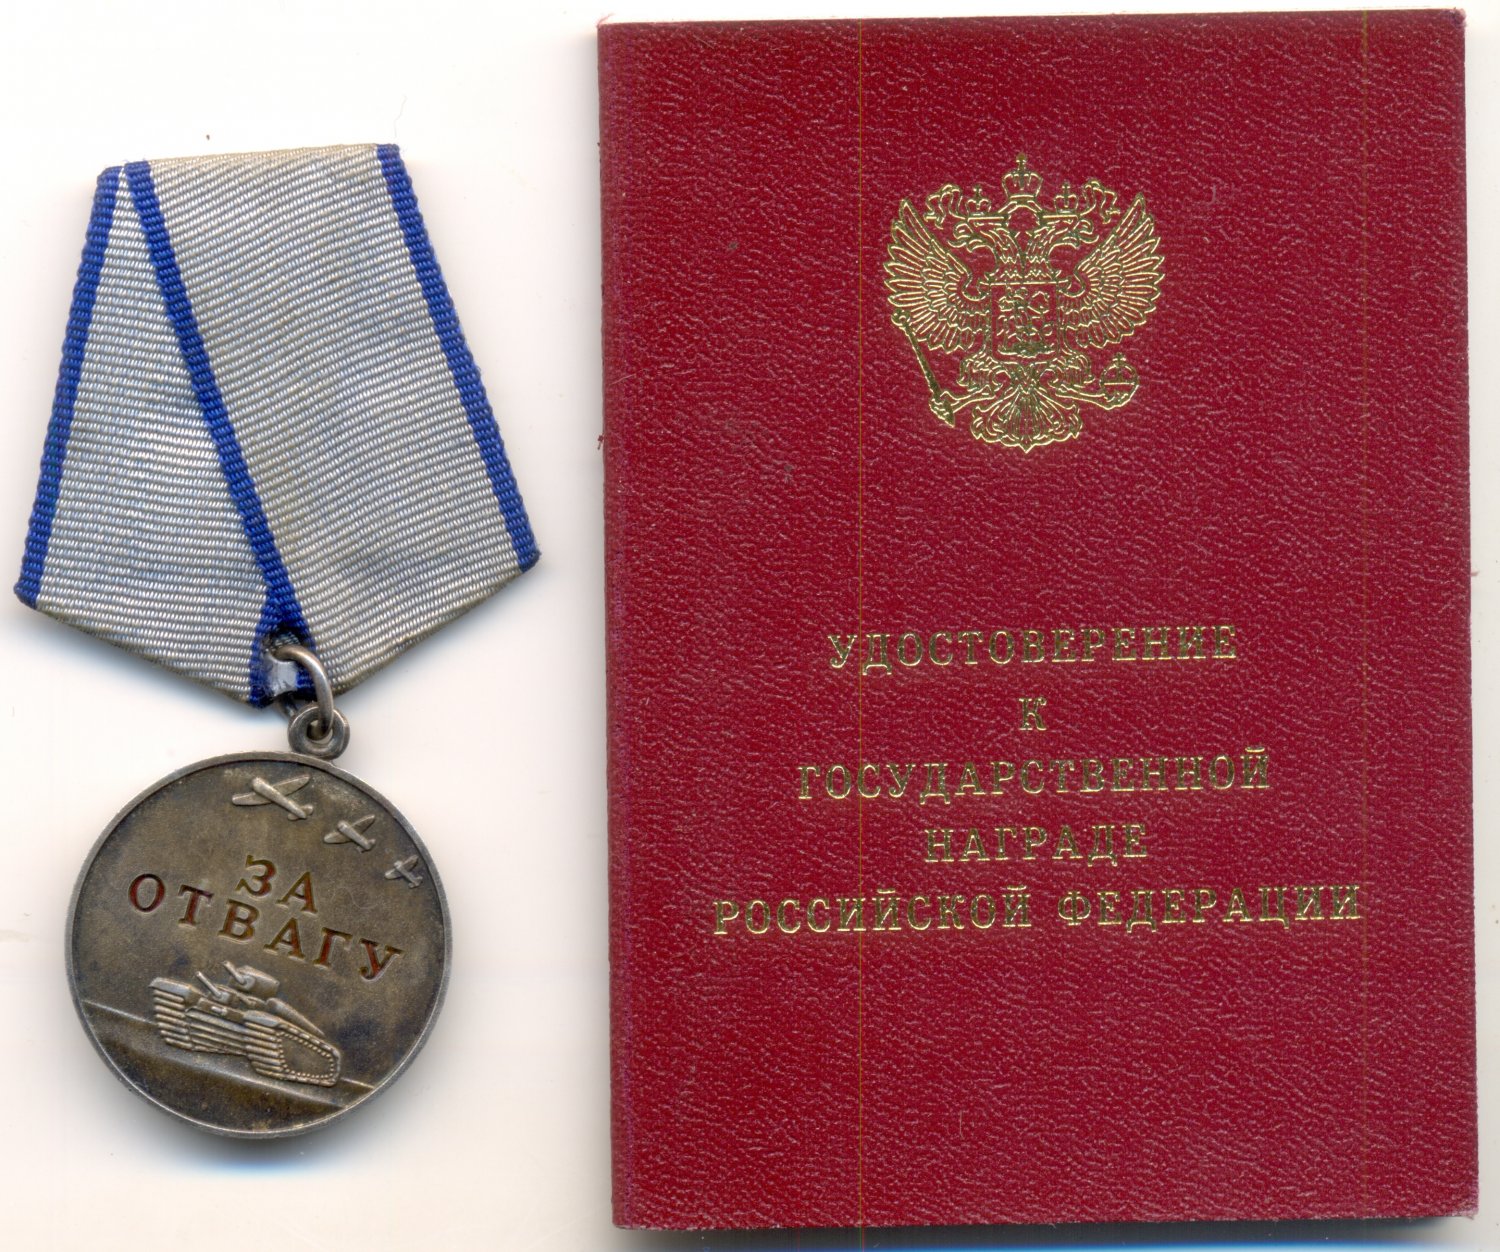 ЗА
ОТВАГУ
УДОСТОВЕРЕНИЕ
К
ГОСУДАРСТВЕННОЙ
НАГРАДЕ
РОССИЙСКОЙ ФЕДЕРАЦИИ